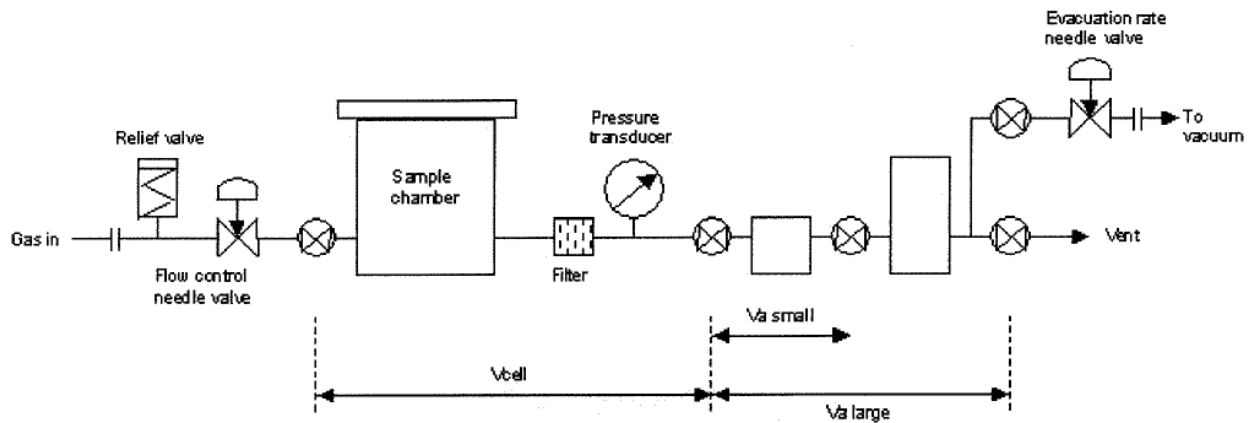 Evacuation rate
needle valve
Relief valve
Pressure
transducer
To
vacuum
Sample
chamber
Gas in
Vent
Flow control
needle valve
Filter
Va small
Vcell
Va large